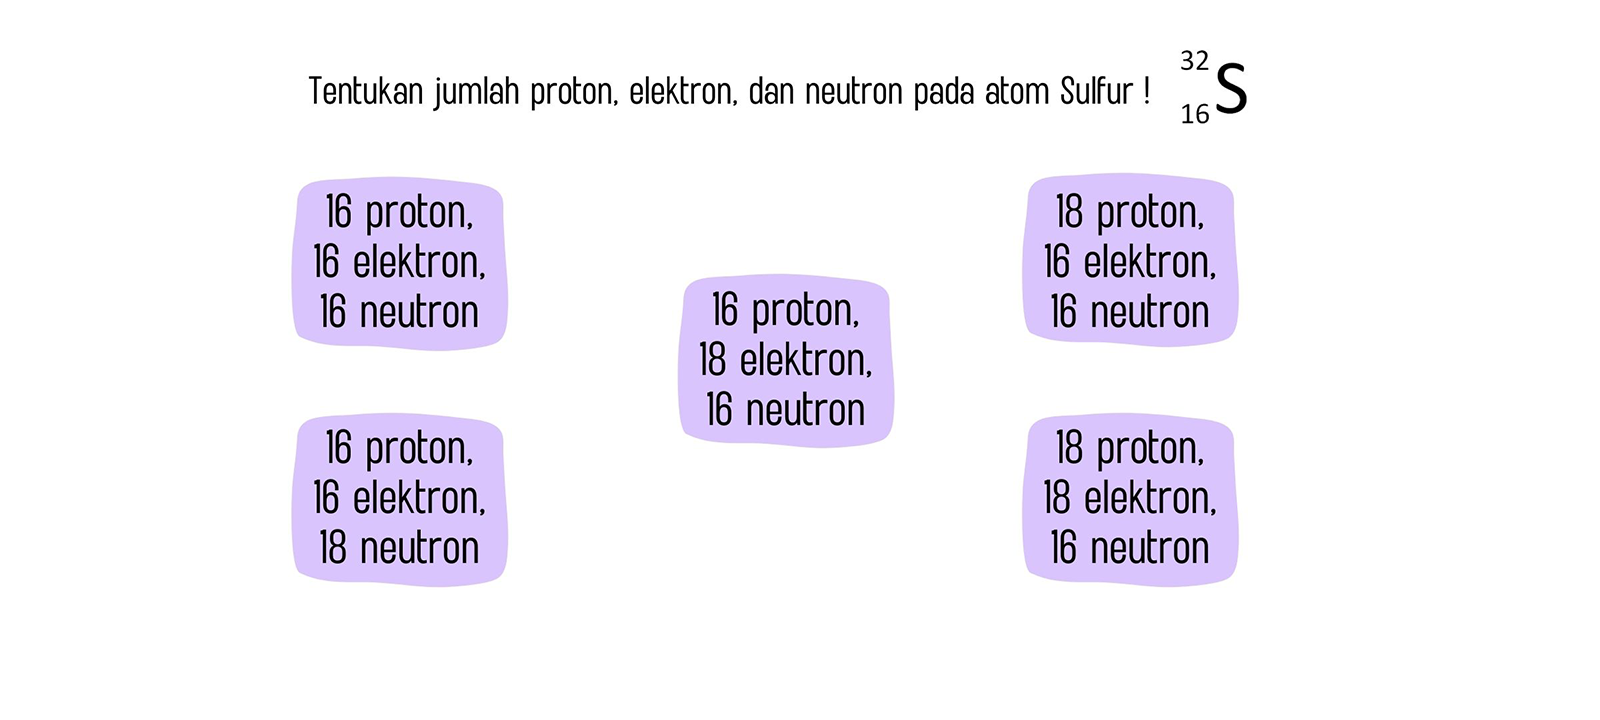 Tentukan jumlah proton, elektron, dan neutron pada atom Sulfur !
32
16 S
16 proton,
16 elektron,
16 neutron
18 proton,
16 elektron,
16 neutron
16 proton,
18 elektron,
16 neutron
16 proton,
16 elektron,
18 neutron
18 proton,
18 elektron,
16 neutron